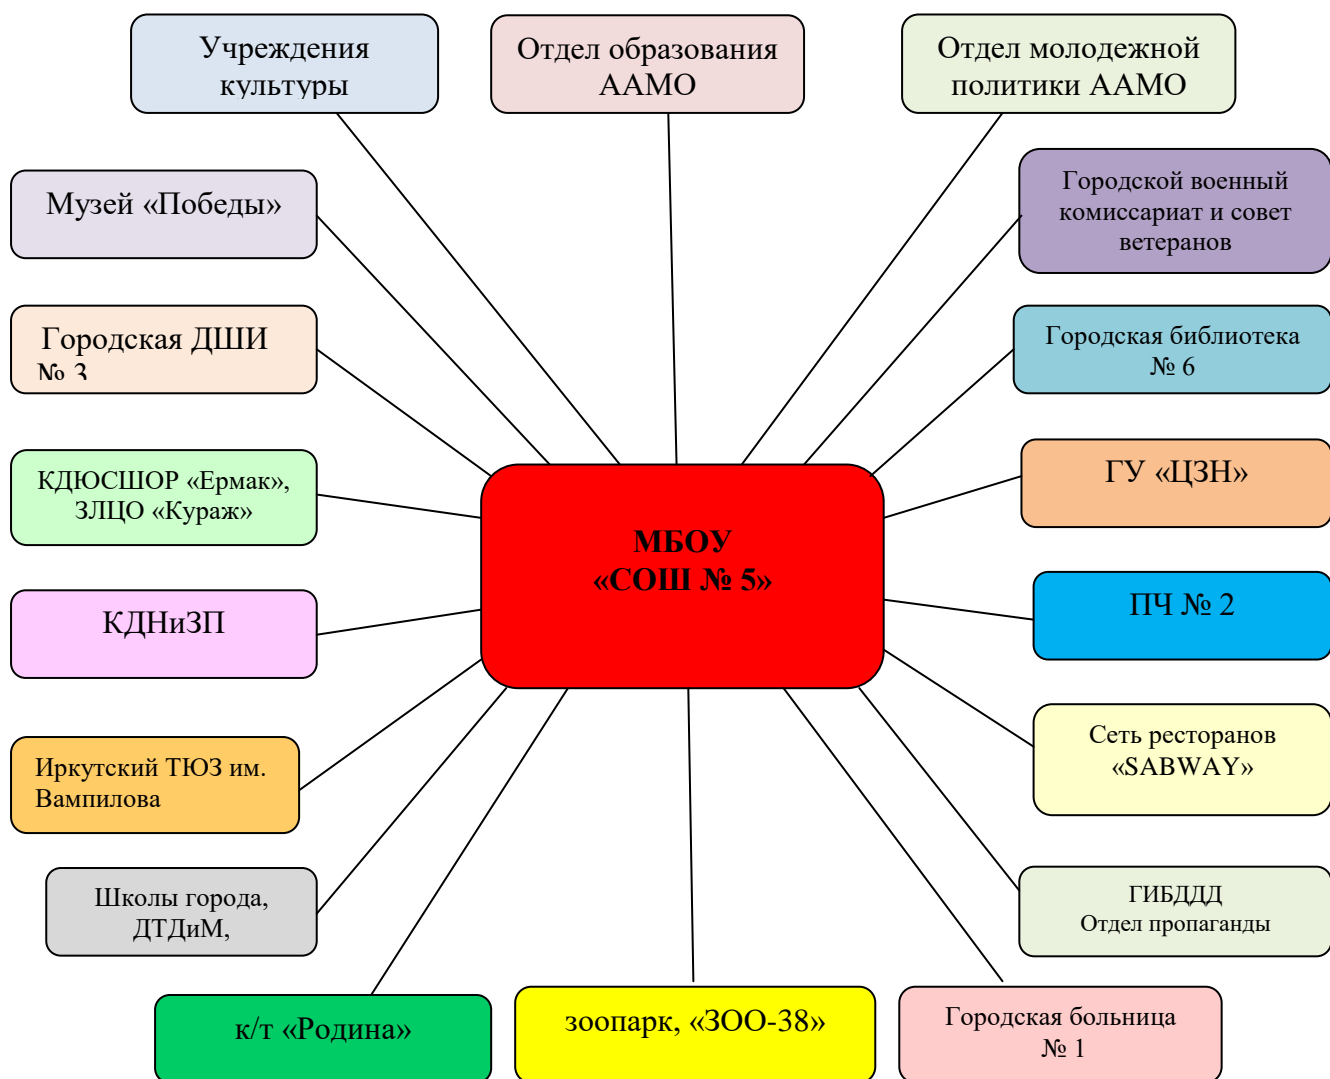 Учреждения
культуры
Отдел образования
ААМО
Отдел молодежной
политики ААМО
Музей «Победы»
Городской военный
комиссариат и совет
ветеранов
Городская ДШИ
№ 3
Городская библиотека
№ 6
КДЮСШОР «Ермак»,
ЗЛЦО «Кураж»
ГУ «ЦЗН»
МБОУ
«СОШ № 5»
КДНиЗП
ПЧ № 2
Иркутский ТЮЗ им.
Вампилова
Сеть ресторанов
«SABWAY»
Школы города,
ДТДиМ,
ГИБДДД
Отдел пропаганды
к/т «Родина»
зоопарк, «ЗОО-38»
Городская больница
№ 1